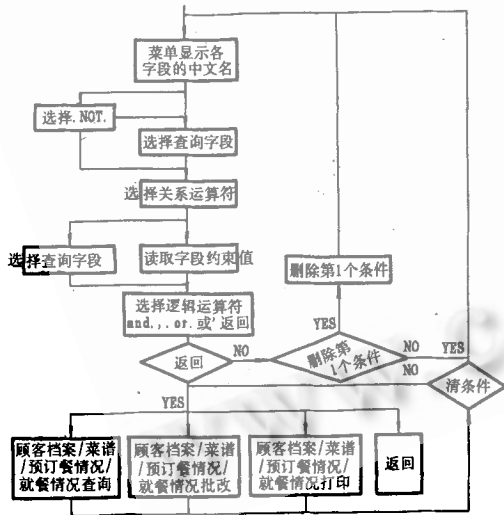 菜单显示各
字段的中文名
选择.NOT.
选择查询字段
选择关系运算符
选择查询字段
读取字段约束值
删除第1个条件
选择逻辑运算符
and.,.or.或'返回
YES
返回
NO
删除第
1个条件
NO
YES
NO
清条件
YES
顾客档案/菜谱
/预订餐情况/
就餐情况查询
顾客档案/菜谱
/预订餐情况/
就餐情况批改
顾客档案/菜谱
/预订餐情况/
就餐情况打印
返回